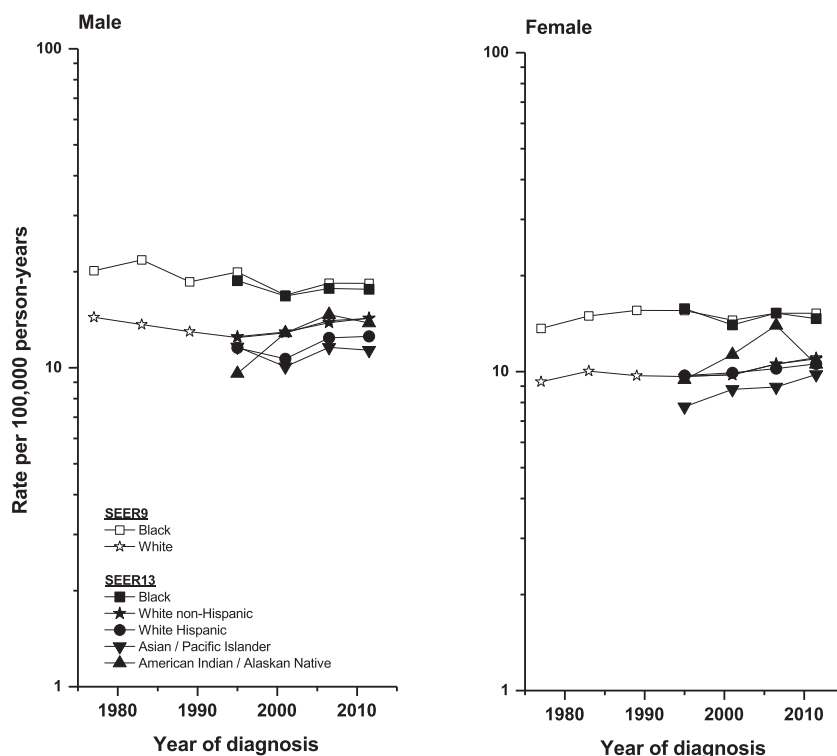 Male
100
10
1
Rate per 100,000 person-years
SEER9
Black
White
SEER13
Black
White non-Hispanic
White Hispanic
Asian / Pacific Islander
American Indian / Alaskan Native
1980 1990 2000 2010
Year of diagnosis
Female
100
10
1
1980 1990 2000 2010
Year of diagnosis